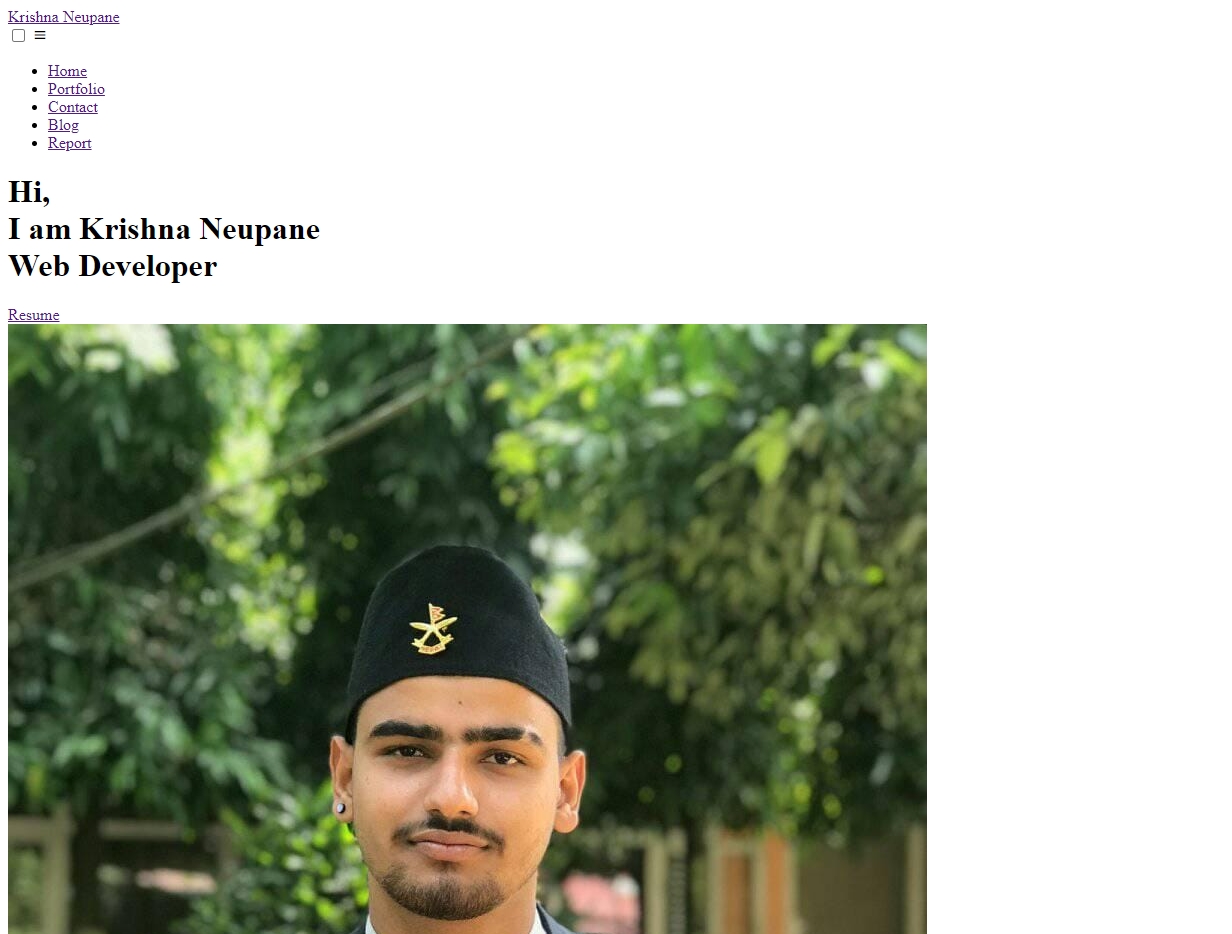 Krishna Neupane
Home
Portfolio
Contact
Blog
Report
Hi,
I am Krishna Neupane
Web Developer
Resume